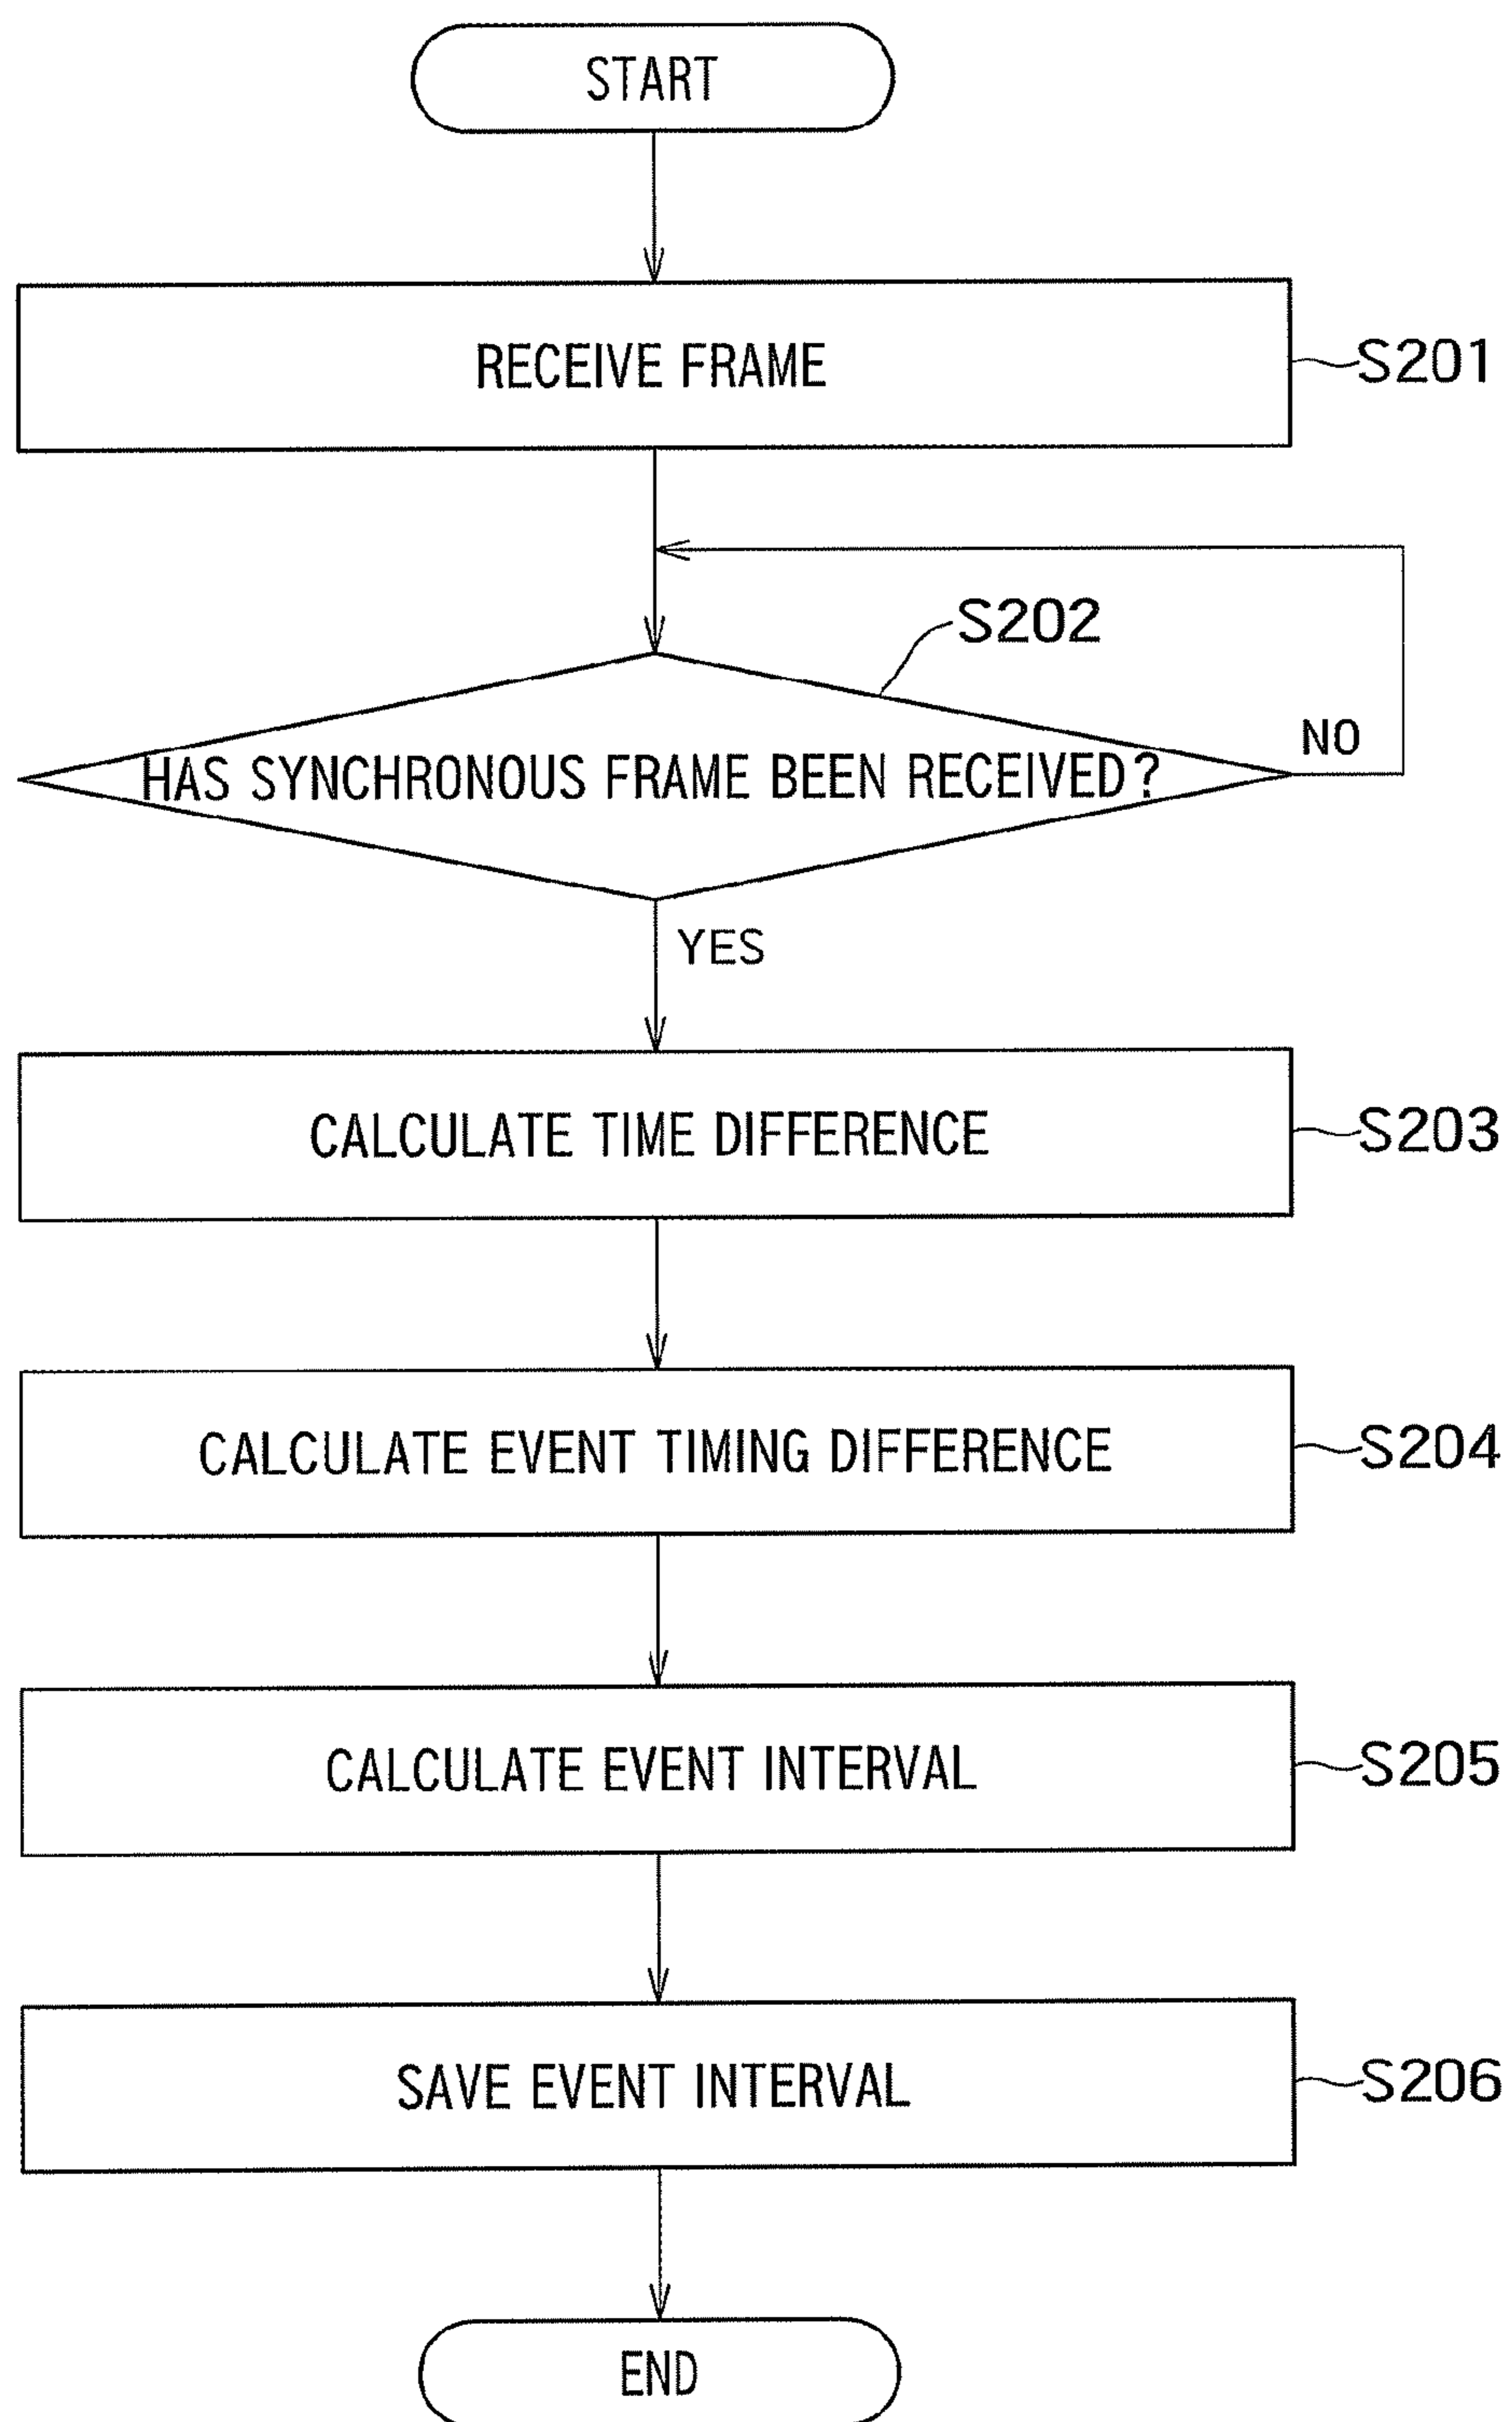 START
RECEIVE FRAME
S201
S202
NO
HAS SYNCHRONOUS FRAME BEEN RECEIVED?
YES
CALCULATE TIME DIFFERENCE
S203
CALCULATE EVENT TIMING DIFFERENCE
S204
CALCULATE EVENT INTERVAL
S205
SAVE EVENT INTERVAL
S206
END